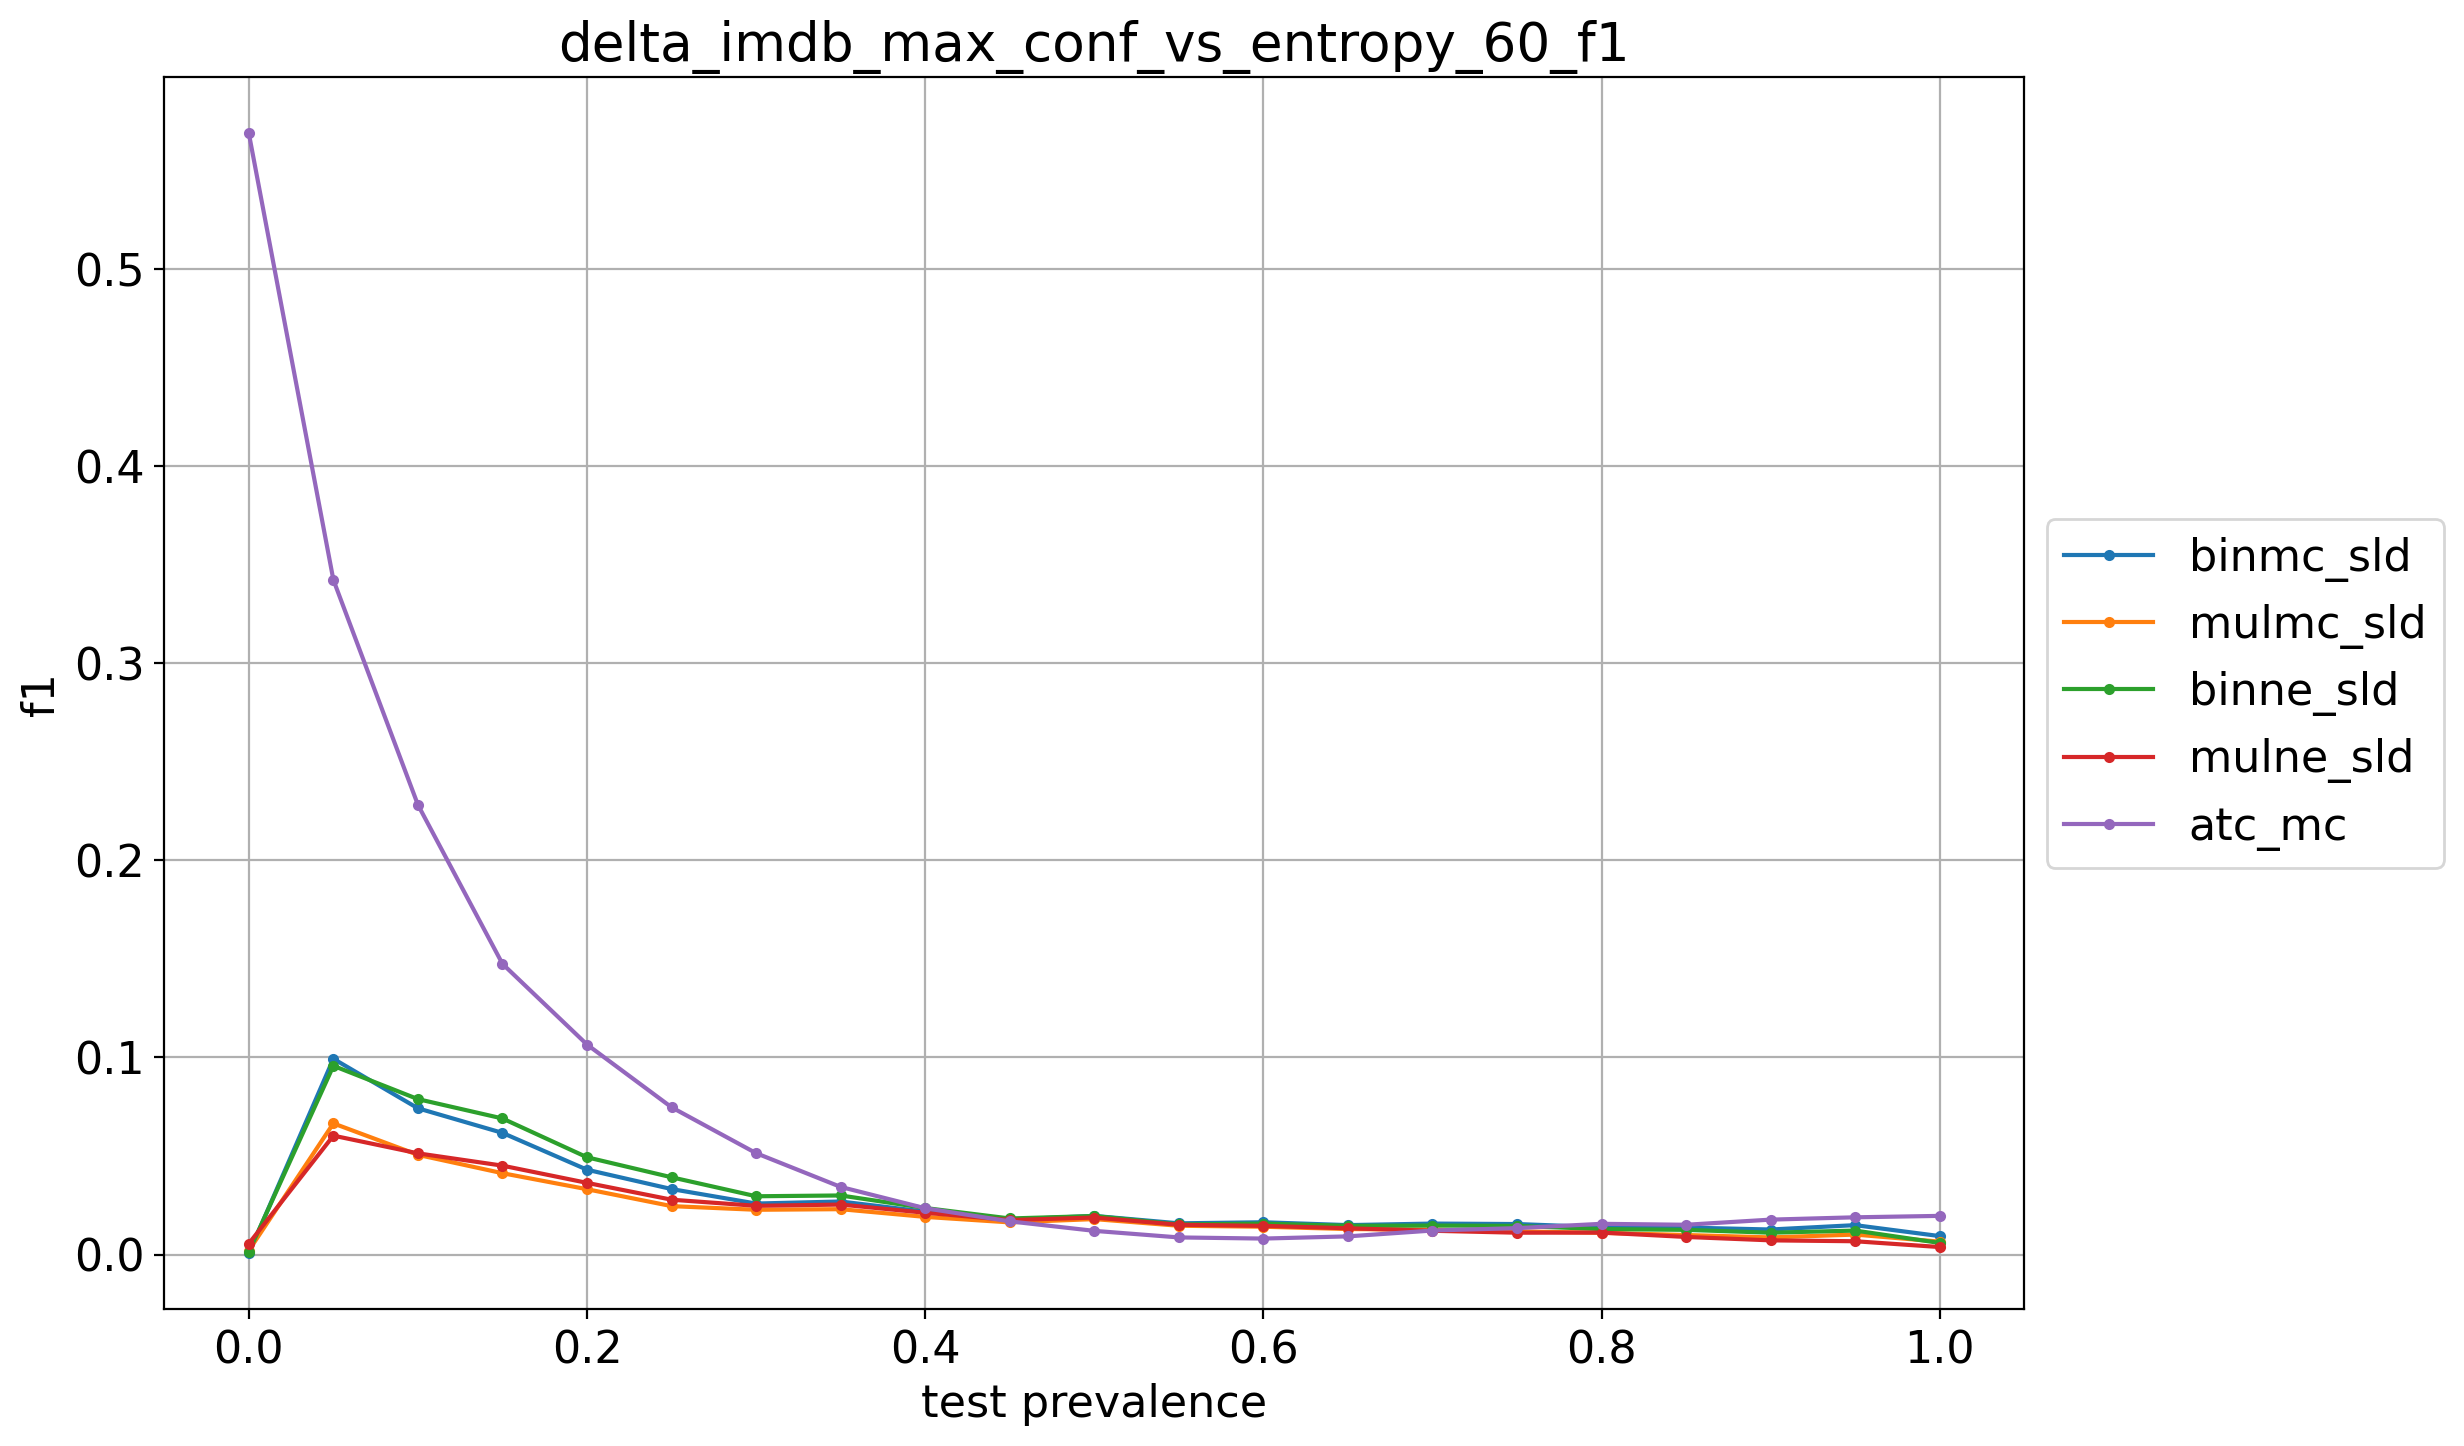 delta_imdb_max_conf_vs_entropy_60_f1
0.5
0.4
0.3
0.2
0.1
0.0
f1
0.0 0.2 0.4 0.6 0.8 1.0
test prevalence
binmc_sld
mulmc_sld
binne_sld
mulne_sld
atc_mc